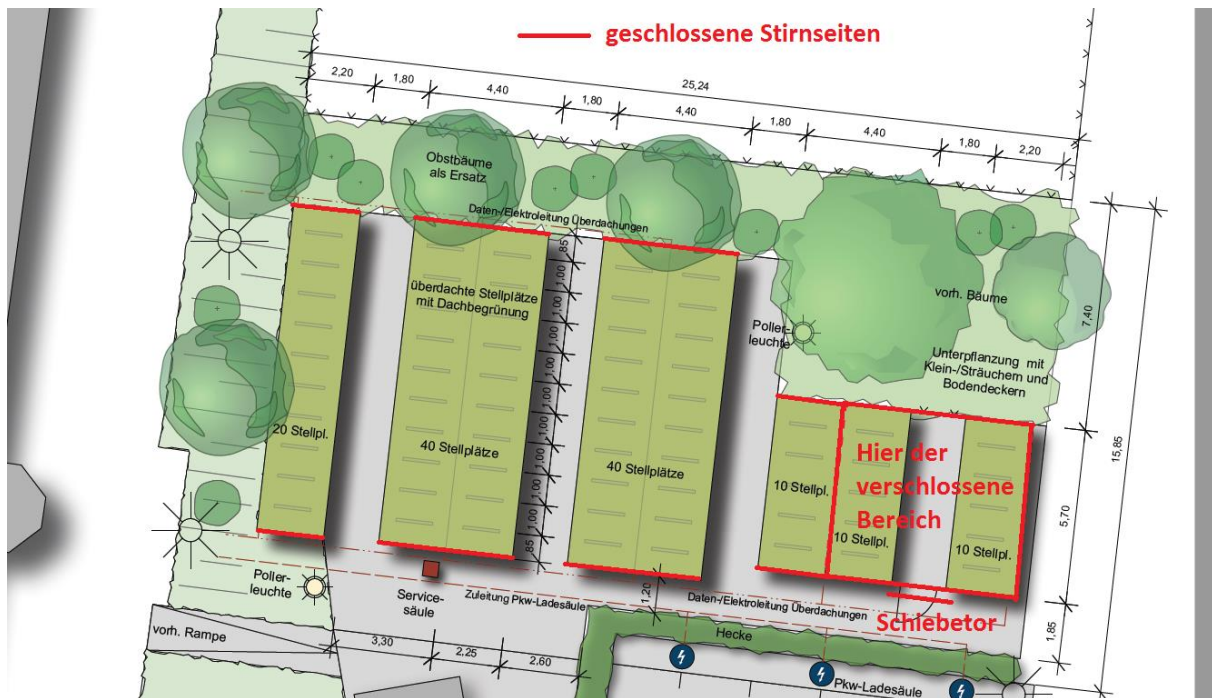 geschlossene Stirnseiten
25,24
2,20
1,80
4,40
1,80
4,40
1,80
4,40
1,80
2,20
Obstbäume
als Ersatz
Daten-/Elektroleitung Überdachungen
überdachte Stellplätze
mit Dachbegrünung
,85
1,00
1,00
1,00
1,00
1,00
1,00
1,00
1,00
1,00
1,00
,85
vorh. Bäume
7,40
Poller-
leuchte
Unterpflanzung mit
Klein-/Sträuchern und
Bodendeckern
20 Stellpl.
40 Stellplätze
40 Stellplätze
10 Stellpl.
Hier der
verschlossene
Bereich
10 Stellpl.
10 Stellpl.
15,85
5,70
Poller-
leuchte
Service-
säule
Zuleitung Pkw-Ladesäule
1,20
Daten-/Elektroleitung Überdachungen
Schiebetor
1,85
vorh. Rampe
3,30
2,25
2,60
Hecke
Pkw-Ladesäule